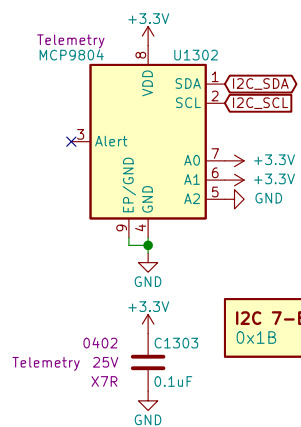 +3.3V
Telemetry
MCP9804 U1302
8
VDD
SDA 1 I2C_SDA
SCL 2 I2C_SCL
3 Alert
A0 7 +3.3V
A1 6 +3.3V
A2 5 GND
EP/GND
GND
9 4
GND
+3.3V
I2C 7-
0x1B
0402 C1303
Telemetry 25V
X7R 0.1uF
GND